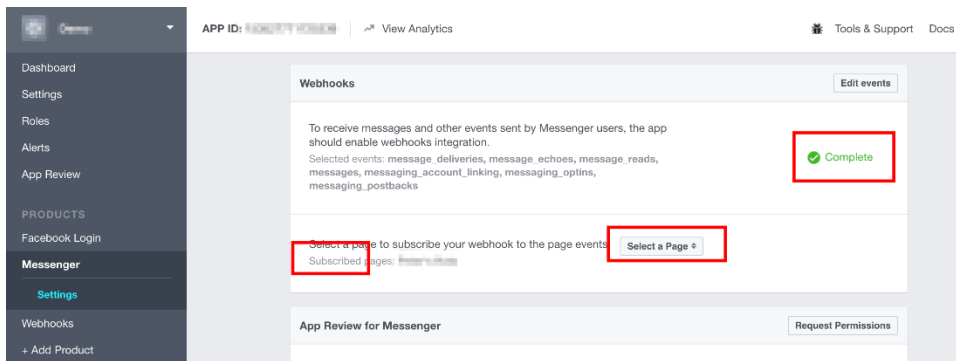 APP ID:
View Analytics
Tools & Support
Docs
Dashboard
Settings
Roles
Alerts
App Review
PRODUCTS
Facebook Login
Messenger
Settings
Webhooks
+ Add Product
Webhooks
Edit events
To receive messages and other events sent by Messenger users, the app
should enable webhooks integration.
Selected events: message_deliveries, message_echoes, message_reads,
messages, messaging_account_linking, messaging_optins,
messaging_postbacks
Complete
Select a page to subscribe your webhook to the page events
Select a Page
Subscribed pages:
App Review for Messenger
Request Permissions